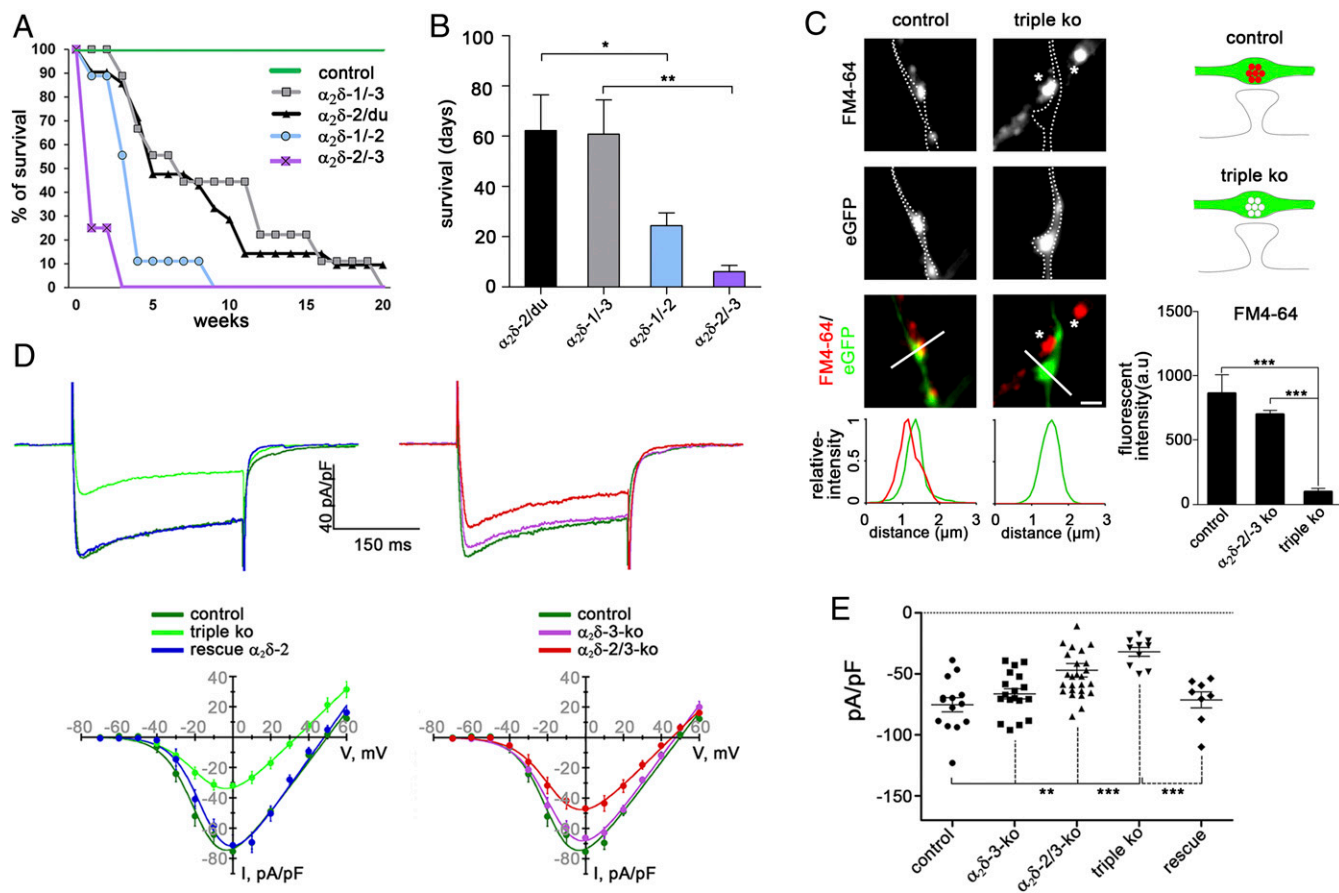 A
100
90
80
70
60
50
40
30
20
10
0
% of survival
0 5 10 15 20
weeks
control
α₂δ-1/-3
α₂δ-2/du
α₂δ-1/-2
α₂δ-2/-3
B
100
80
60
40
20
0
survival (days)
*
**
α₂δ-2/du
α₂δ-1/-3
α₂δ-1/-2
α₂δ-2/-3
C
control triple ko
FM4-64
* *
eGFP
FM4-64/
eGFP
* *
relative-
intensity
1
0.5
0
0 1 2 3
distance (μm)
0 1 2 3
distance (μm)
control
triple ko
FM4-64
1500
1000
500
0
fluorescent
intensity(a.u)
***
***
control
α₂δ-2/-3 ko
triple ko
D
40 pA/pF
150 ms
control
triple ko
rescue α₂δ-2
40
20
-80 -60 -40 -20 0 20 40 60
V, mV
-20
-40
-60
-80
I, pA/pF
control
α₂δ-3-ko
α₂δ-2/3-ko
40
20
-80 -60 -40 -20 0 20 40 60
V, mV
-20
-40
-60
-80
I, pA/pF
E
0
-50
-100
-150
pA/pF
** *** ***
control
α₂δ-3-ko
α₂δ-2/3-ko
triple ko
rescue